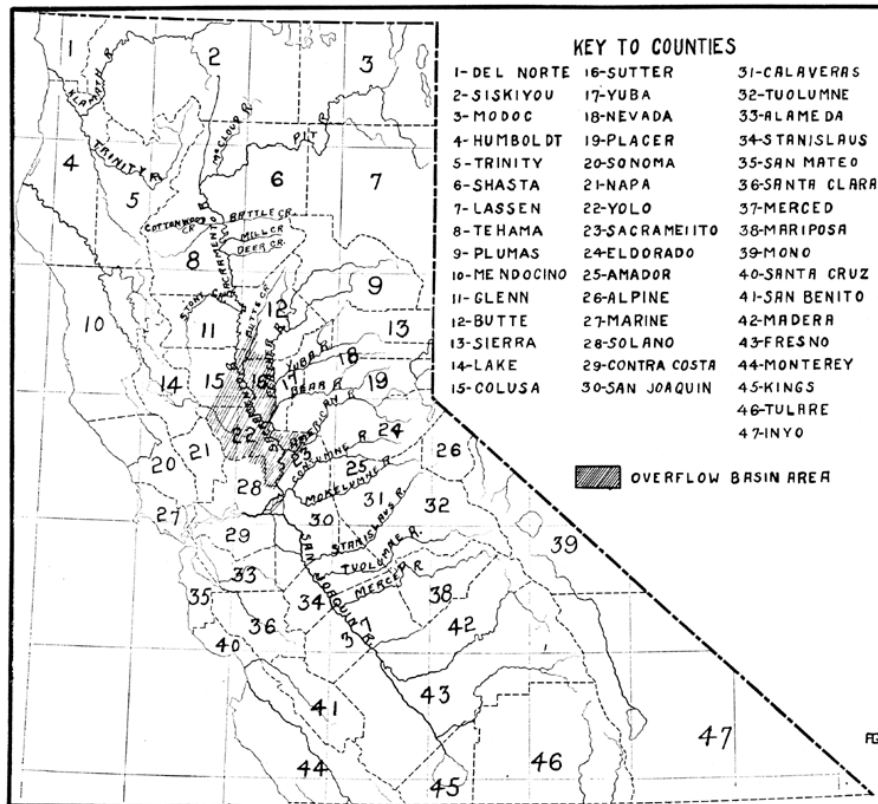 KEY TO COUNTIES
1-DEL NORTE
2-SISKIYOU
3-MODOC
4-HUMBOLDT
5-TRINITY
6-SHASTA
7-LASSEN
8-TEHAMA
9-PLUMAS
10-MENDOCINO
11-GLENN
12-BUTTE
13-SIERRA
14-LAKE
15-COLUSA
16-SUTTER
17-YUBA
18-NEVADA
19-PLACER
20-SONOMA
21-NAPA
22-YOLO
23-SACRAMENTO
24-ELDORADO
25-AMADOR
26-ALPINE
27-MARINE
28-SOLANO
29-CONTRA COSTA
30-SAN JOAQUIN
31-CALAVERAS
32-TUOLUMNE
33-ALAMEDA
34-STANISLAUS
35-SAN MATEO
36-SANTA CLARA
37-MERCED
38-MARIPOSA
39-MONO
40-SANTA CRUZ
41-SAN BENITO
42-MADERA
43-FRESNO
44-MONTEREY
45-KINGS
46-TULARE
47-INYO
OVERFLOW BASIN AREA
1
2
3
KLAMATH R
McCLOUD R
PIT R
4
TRINITY R
5
6
7
COTTONWOOD CR
BATTLE CR
MILL CR
DEER CR.
SACRAMENTO R
8
STONY CR
BUTTE CR
12
9
10
11
13
FEATHER R
YUBA R
18
14
15
16
17
BEAR R
19
SACRAMENTO R
AMERICAN R
22
23
24
20
21
CONSUMNE R
25
26
28
MOKELUMNE R
31
32
27
30
STANISLAUS R
29
39
SAN JOAQUIN R
TUOLUMNE R.
33
MERCED R
35
34
38
36
37
42
40
43
41
44
45
46
47